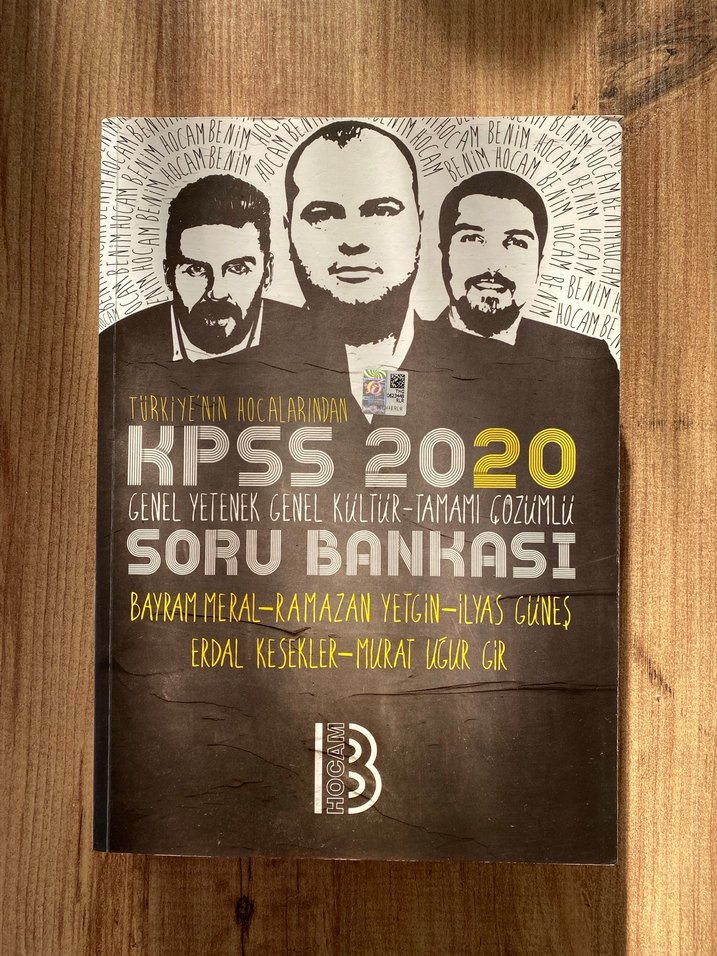 BENİM HOCAM BENİM HOCAM BENİM
TÜRKİYE'NİN HOCALARINDAN
KPSS 2020
GENEL YETENEK GENEL KÜLTÜR-TAMAMI ÇÖZÜMLÜ
SORU BANKASI
BAYRAM MERAL-RAMAZAN YETGİN-İLYAS GÜNEŞ
ERDAL KESEKLER-MURAT UĞUR GİR
B HOCAM